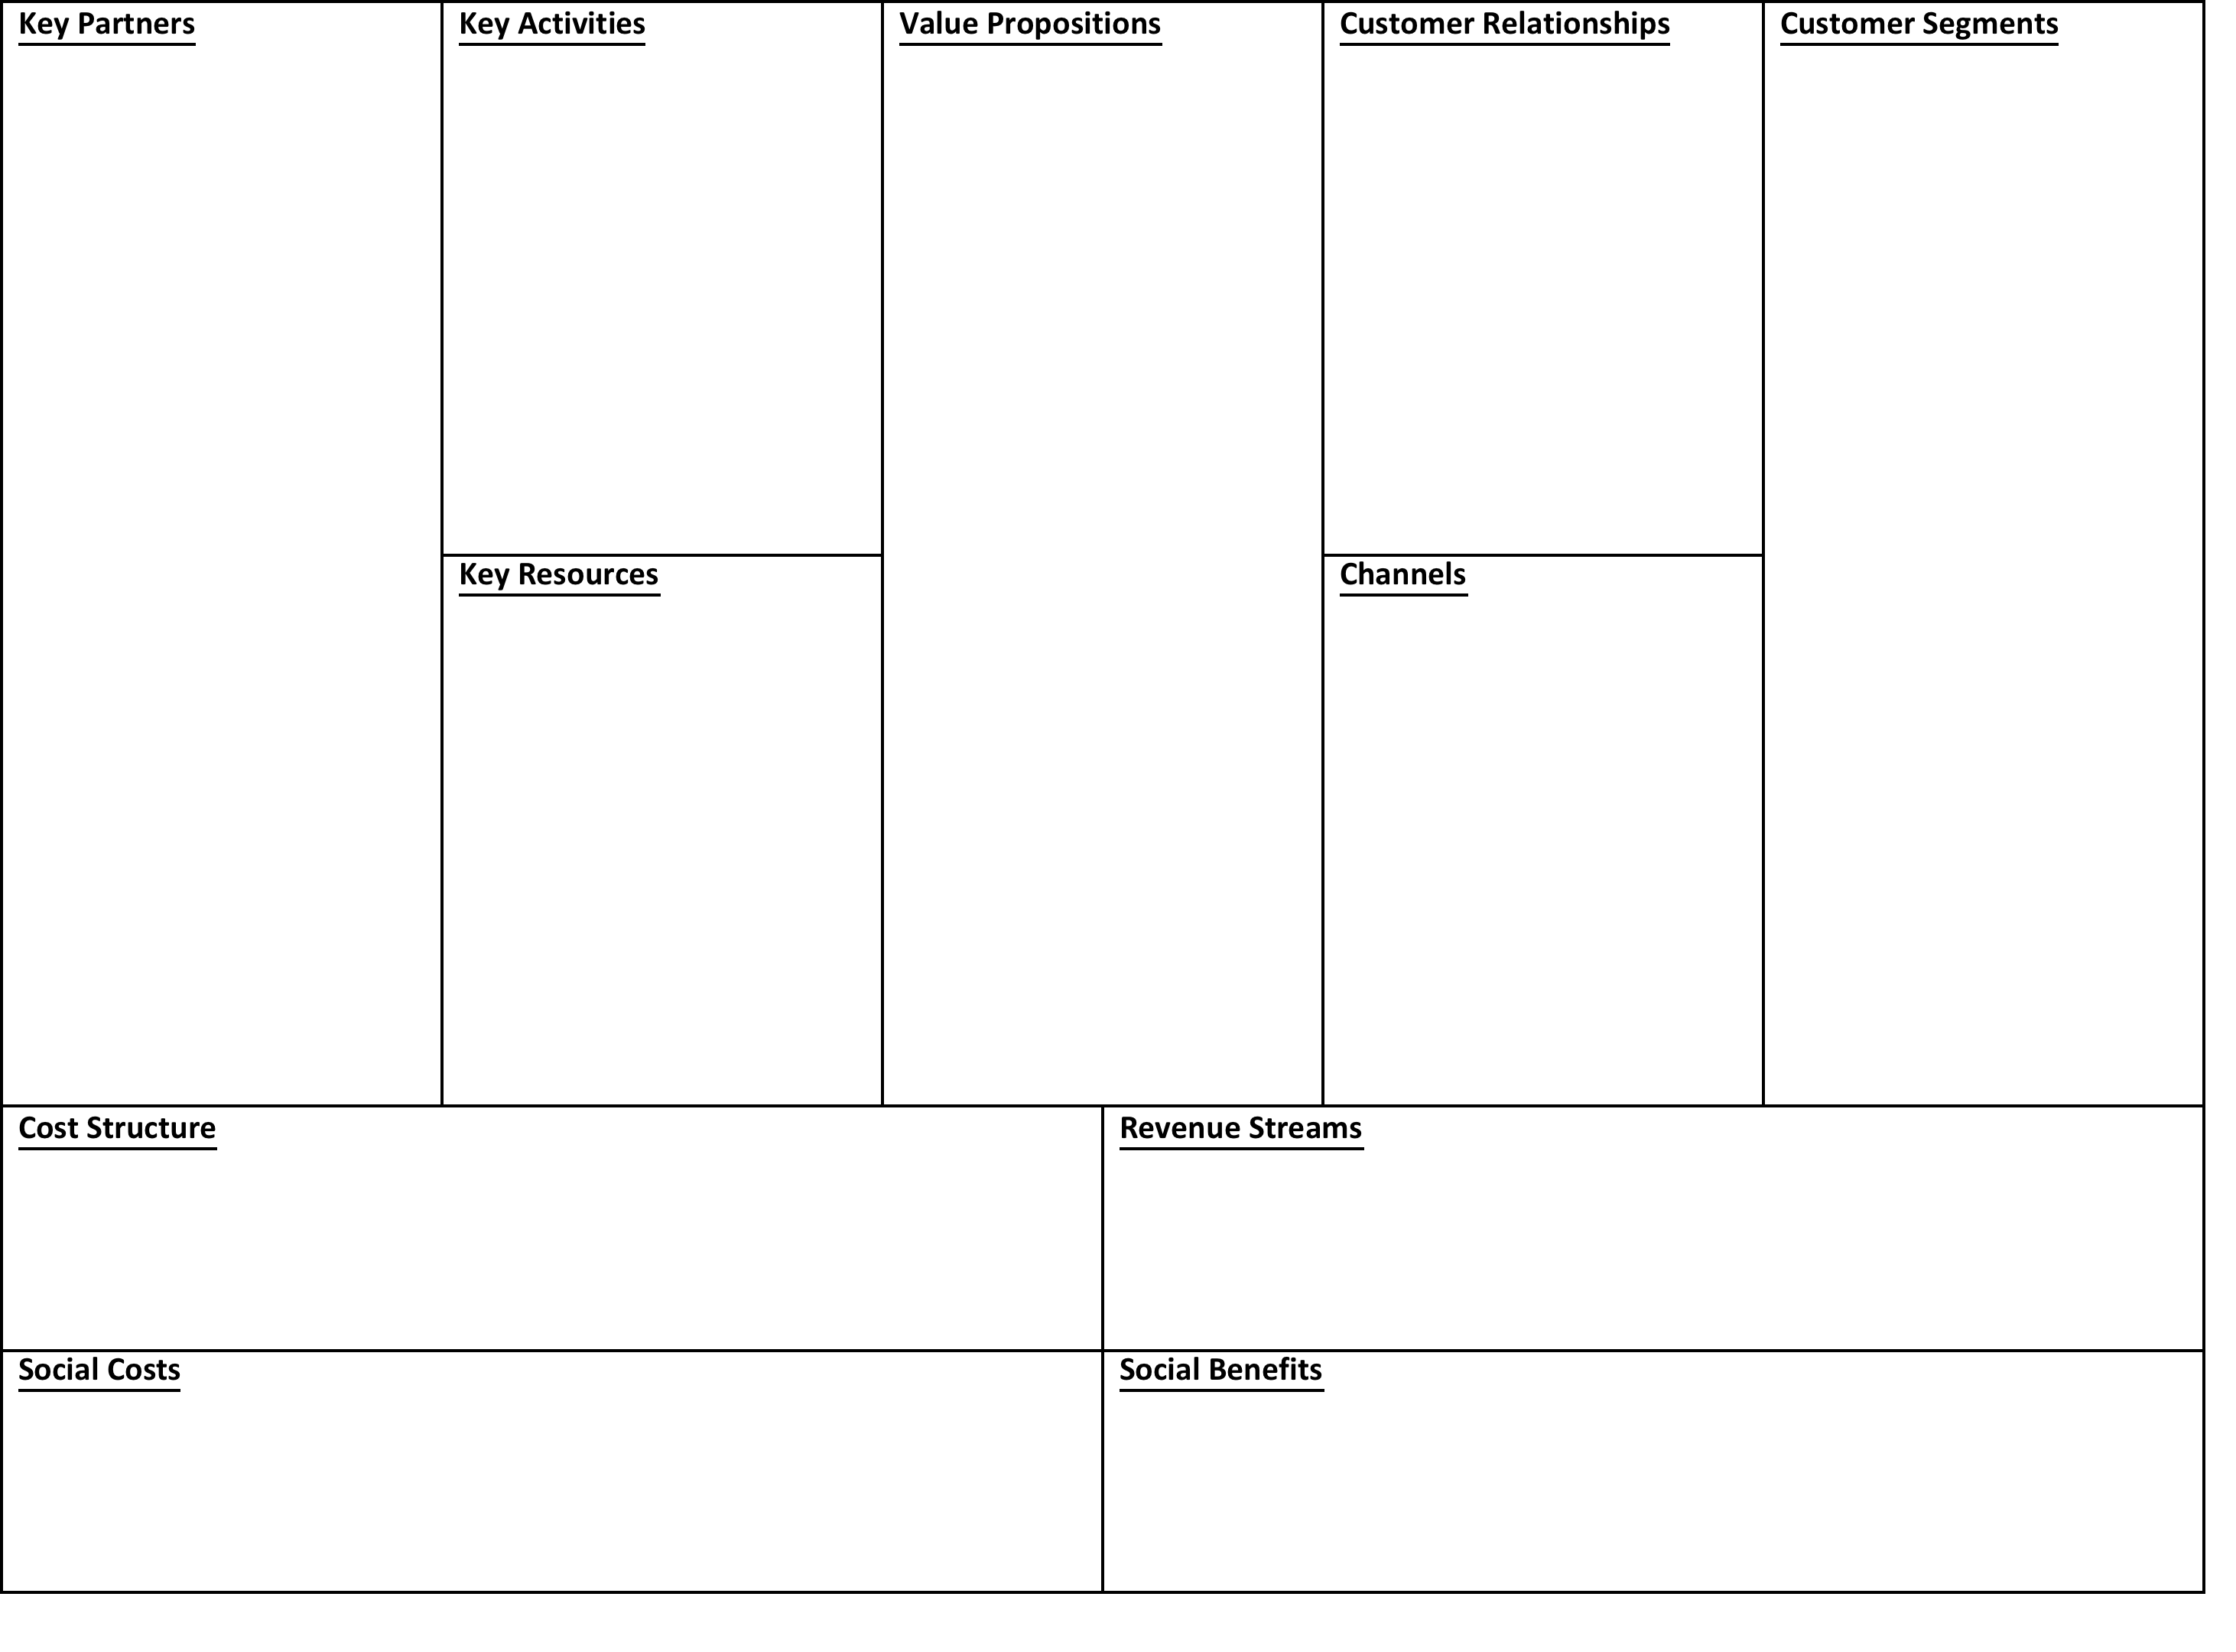 Key Partners
Key Activities
Value Propositions
Customer Relationships
Customer Segments
Key Resources
Channels
Cost Structure
Revenue Streams
Social Costs
Social Benefits